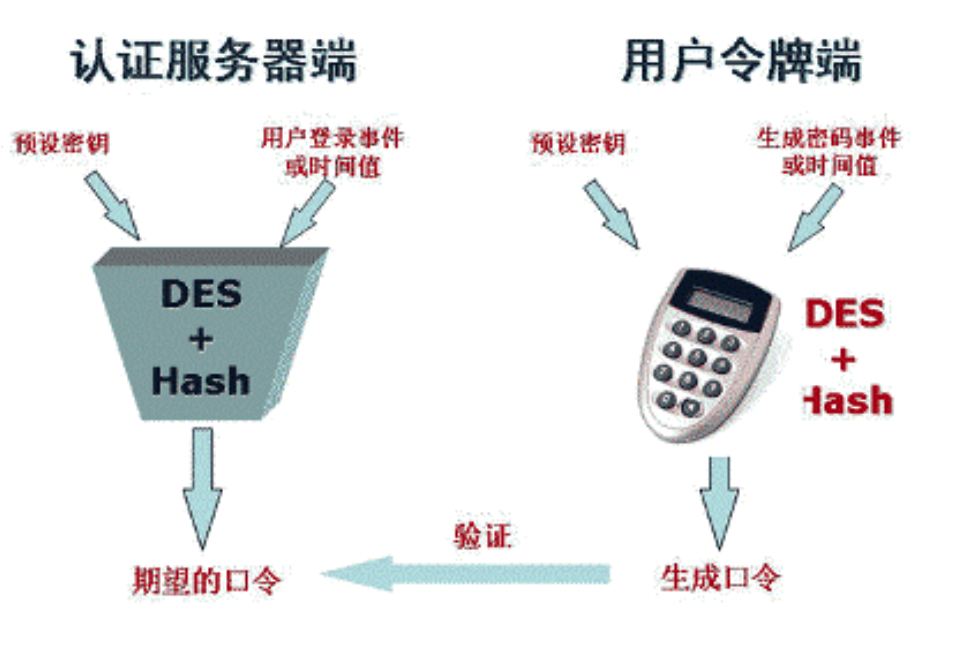 认证服务器端
用户令牌端
预设密钥
用户登录事件
或时间值
预设密钥
生成密码事件
或时间值
DES
+
Hash
DES
+
Hash
验证
期望的口令
生成口令